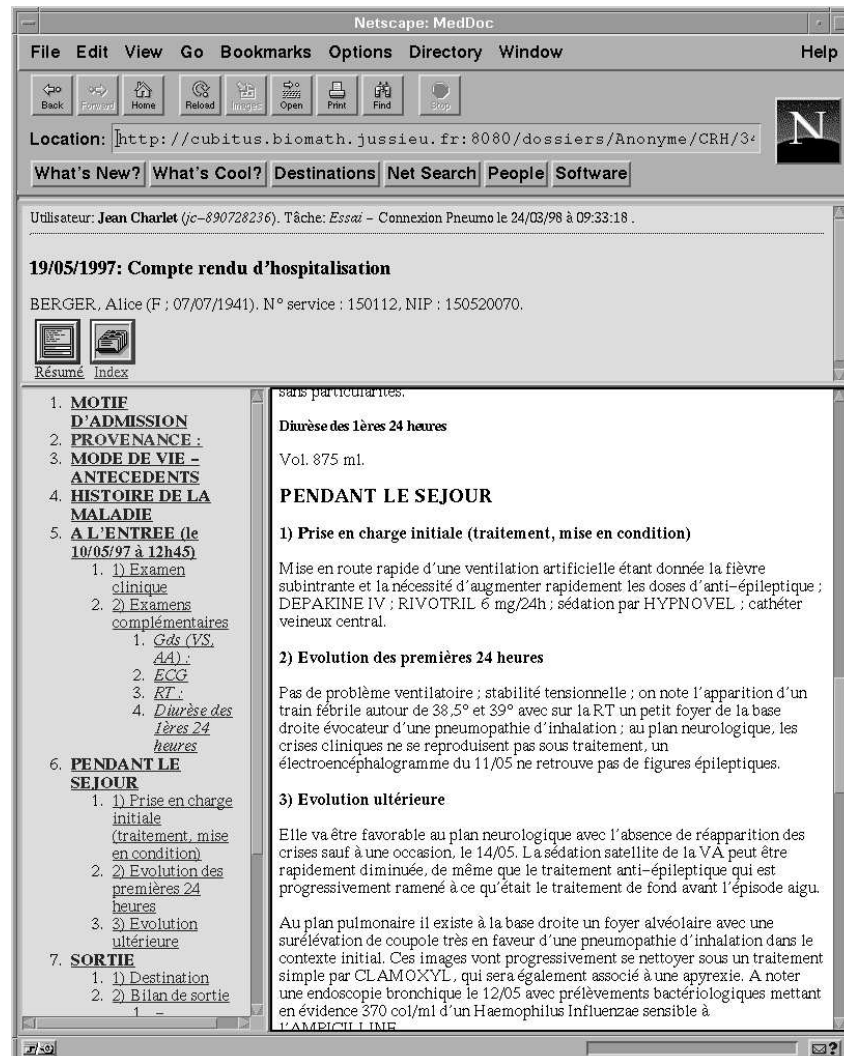 Netscape: MedDoc
File Edit View Go Bookmarks Options Directory Window Help
Back Forward Home Reload Images Open Print Find Stop
Location: http://cubitus.biomath.jussieu.fr:8080/dossiers/Anonyme/CRH/34
N
What's New? What's Cool? Destinations Net Search People Software
Utilisateur: Jean Charlet (jc-890728236). Tâche: Essai - Connexion Pneumo le 24/03/98 à 09:33:18 .
19/05/1997: Compte rendu d'hospitalisation
BERGER, Alice (F ; 07/07/1941). N° service : 150112, NIP : 150520070.
Résumé Index
1. MOTIF
D'ADMISSION
2. PROVENANCE :
3. MODE DE VIE –
ANTECEDENTS
4. HISTOIRE DE LA
MALADIE
5. A L'ENTREE (le
10/05/97 à 12h45)
1. 1) Examen
clinique
2. 2) Examens
complémentaires
1. Gds (VS,
AA) :
2. ECG
3. RT :
4. Diurèse des
1ères 24
heures
6. PENDANT LE
SEJOUR
1. 1) Prise en charge
initiale
(traitement, mise
en condition)
2. 2) Evolution des
premières 24
heures
3. 3) Evolution
ultérieure
7. SORTIE
1. 1) Destination
2. 2) Bilan de sortie
1. –
sans particularites.
Diurèse des 1ères 24 heures
Vol. 875 ml.
PENDANT LE SEJOUR
1) Prise en charge initiale (traitement, mise en condition)
Mise en route rapide d'une ventilation artificielle étant donnée la fièvre
subintrante et la nécessité d'augmenter rapidement les doses d'anti–épileptique ;
DEPAKINE IV ; RIVOTRIL 6 mg/24h ; sédation par HYPNOVEL ; cathéter
veineux central.
2) Evolution des premières 24 heures
Pas de problème ventilatoire ; stabilité tensionnelle ; on note l'apparition d'un
train fébrile autour de 38,5° et 39° avec sur la RT un petit foyer de la base
droite évocateur d'une pneumopathie d'inhalation ; au plan neurologique, les
crises cliniques ne se reproduisent pas sous traitement, un
électroencéphalogramme du 11/05 ne retrouve pas de figures épileptiques.
3) Evolution ultérieure
Elle va être favorable au plan neurologique avec l'absence de réapparition des
crises sauf à une occasion, le 14/05. La sédation satellite de la VA peut être
rapidement diminuée, de même que le traitement anti–épileptique qui est
progressivement ramené à ce qu'était le traitement de fond avant l'épisode aigu.
Au plan pulmonaire il existe à la base droite un foyer alvéolaire avec une
surélévation de coupole très en faveur d'une pneumopathie d'inhalation dans le
contexte initial. Ces images vont progressivement se nettoyer sous un traitement
simple par CLAMOXYL, qui sera également associé à une apyrexie. A noter
une endoscopie bronchique le 12/05 avec prélèvements bactériologiques mettant
en évidence 370 col/ml d'un Haemophilus Influenzae sensible à
l'AMPICILLINE